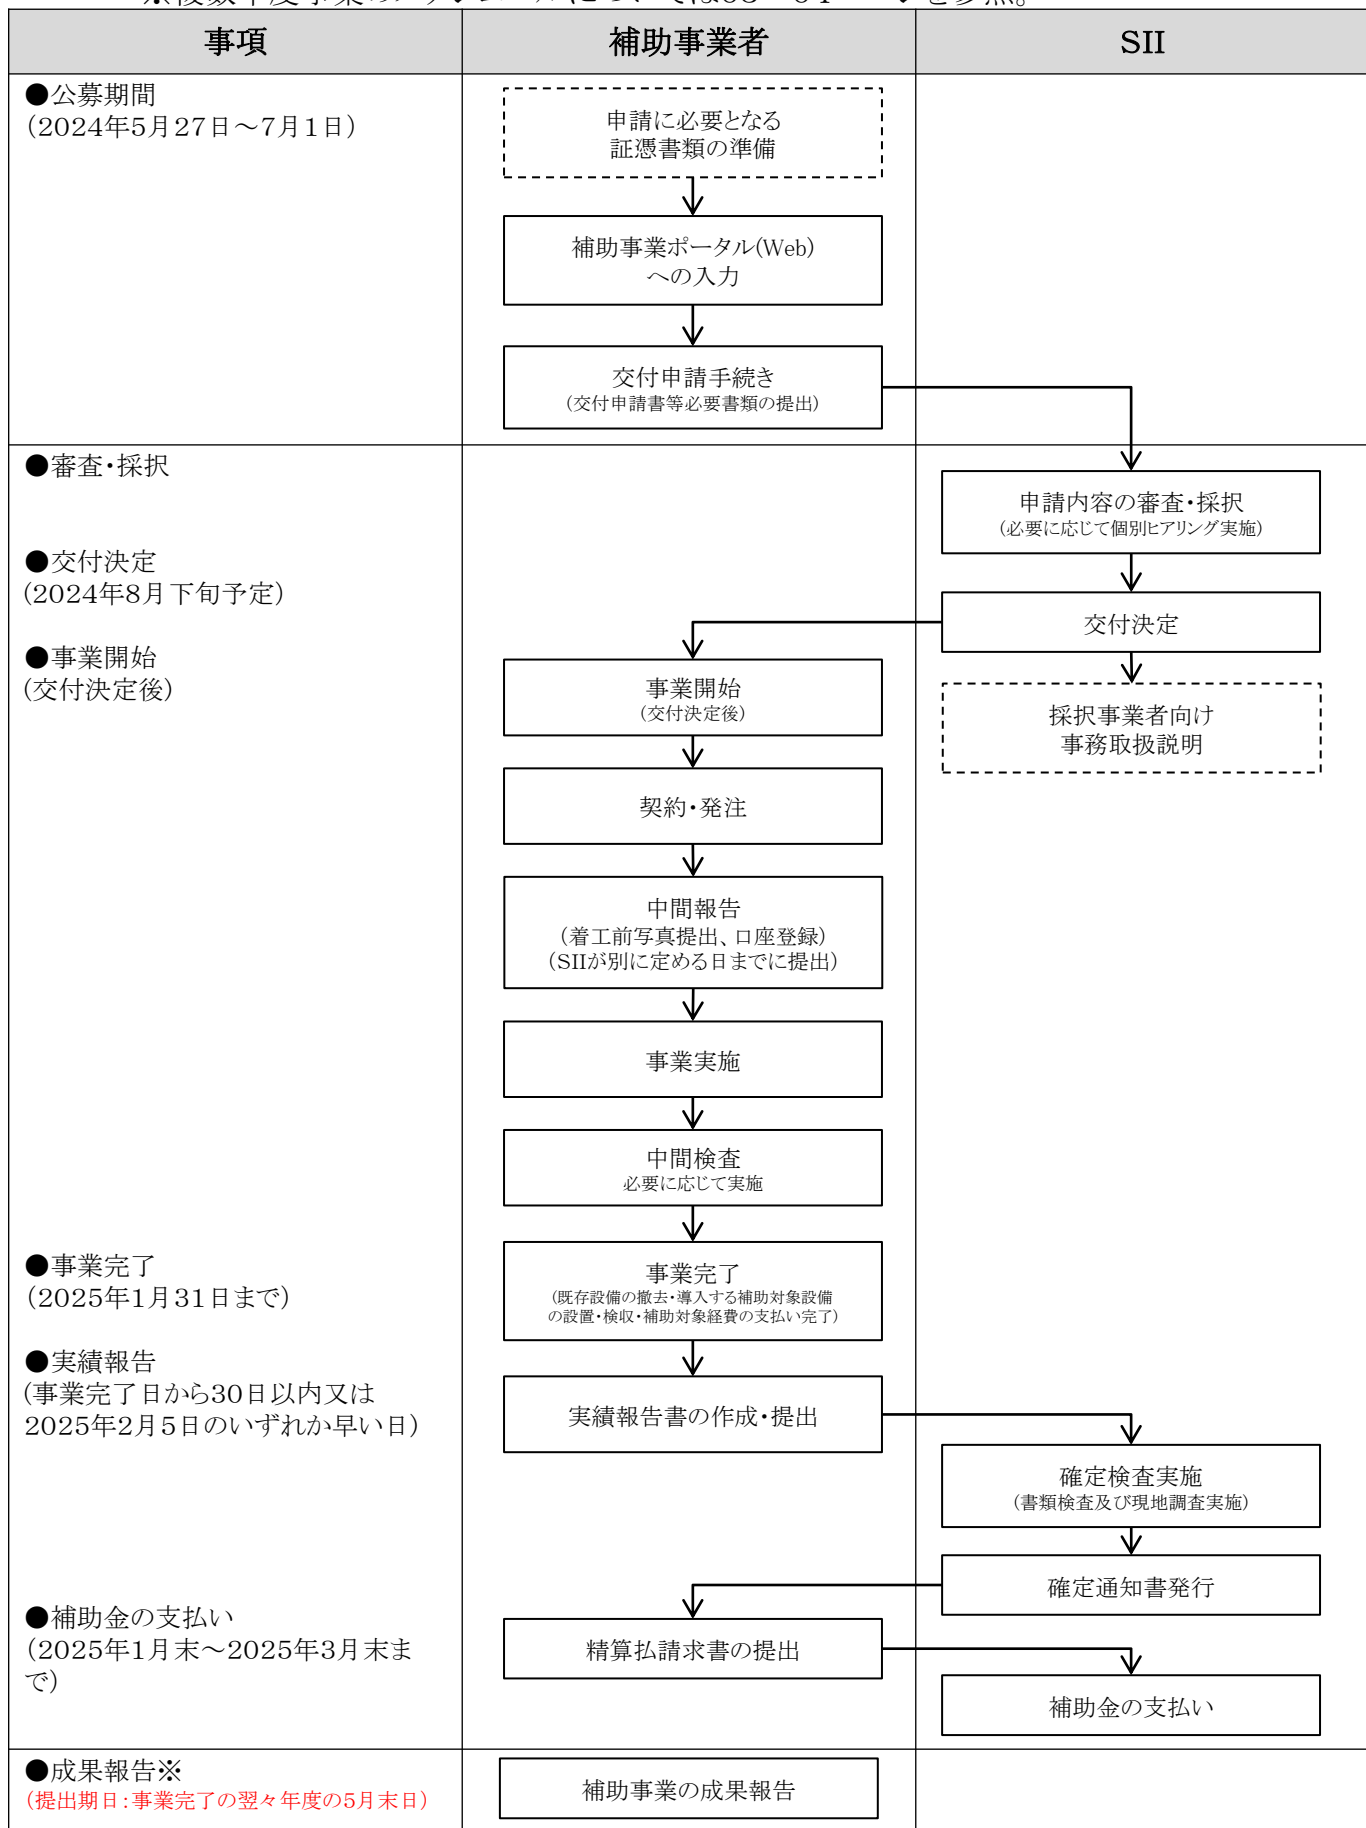 事項
補助事業者
SII
●公募期間
(2024年5月27日～7月1日)
申請に必要となる
証憑書類の準備
補助事業ポータル(Web)
への入力
交付申請手続き
(交付申請書等必要書類の提出)
●審査・採択
申請内容の審査・採択
(必要に応じて個別ヒアリング実施)
●交付決定
(2024年8月下旬予定)
交付決定
●事業開始
(交付決定後)
事業開始
(交付決定後)
採択事業者向け
事務取扱説明
契約・発注
中間報告
(着工前写真提出、口座登録)
(SIIが別に定める日までに提出)
事業実施
中間検査
必要に応じて実施
●事業完了
(2025年1月31日まで)
事業完了
(既存設備の撤去・導入する補助対象設備
の設置・検収・補助対象経費の支払い完了)
●実績報告
(事業完了日から30日以内又は
2025年2月5日のいずれか早い日)
実績報告書の作成・提出
確定検査実施
(書類検査及び現地調査実施)
確定通知書発行
●補助金の支払い
(2025年1月末～2025年3月末ま
で)
精算払請求書の提出
補助金の支払い
●成果報告※
(提出期日：事業完了の翌々年度の5月末日)
補助事業の成果報告